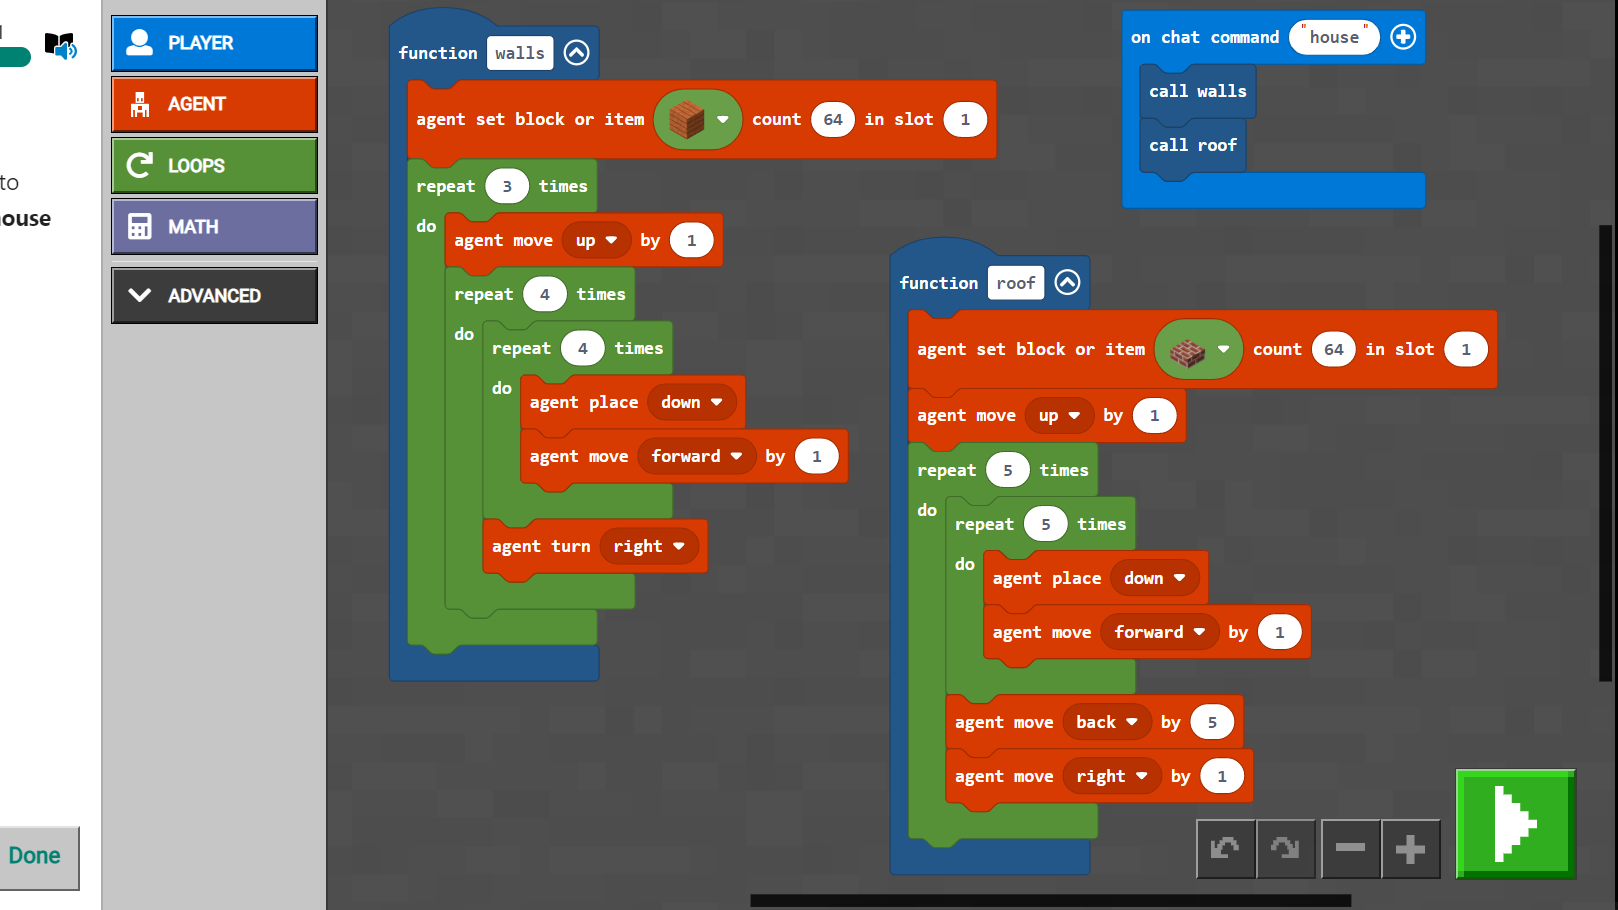 to
ouse
Done
PLAYER
AGENT
LOOPS
MATH
ADVANCED
function walls
agent set block or item count 64 in slot 1
repeat 3 times
do
agent move up by 1
repeat 4 times
do
repeat 4 times
do
agent place down
agent move forward by 1
agent turn right
on chat command "house"
call walls
call roof
function roof
agent set block or item count 64 in slot 1
agent move up by 1
repeat 5 times
do
repeat 5 times
do
agent place down
agent move forward by 1
agent move back by 5
agent move right by 1